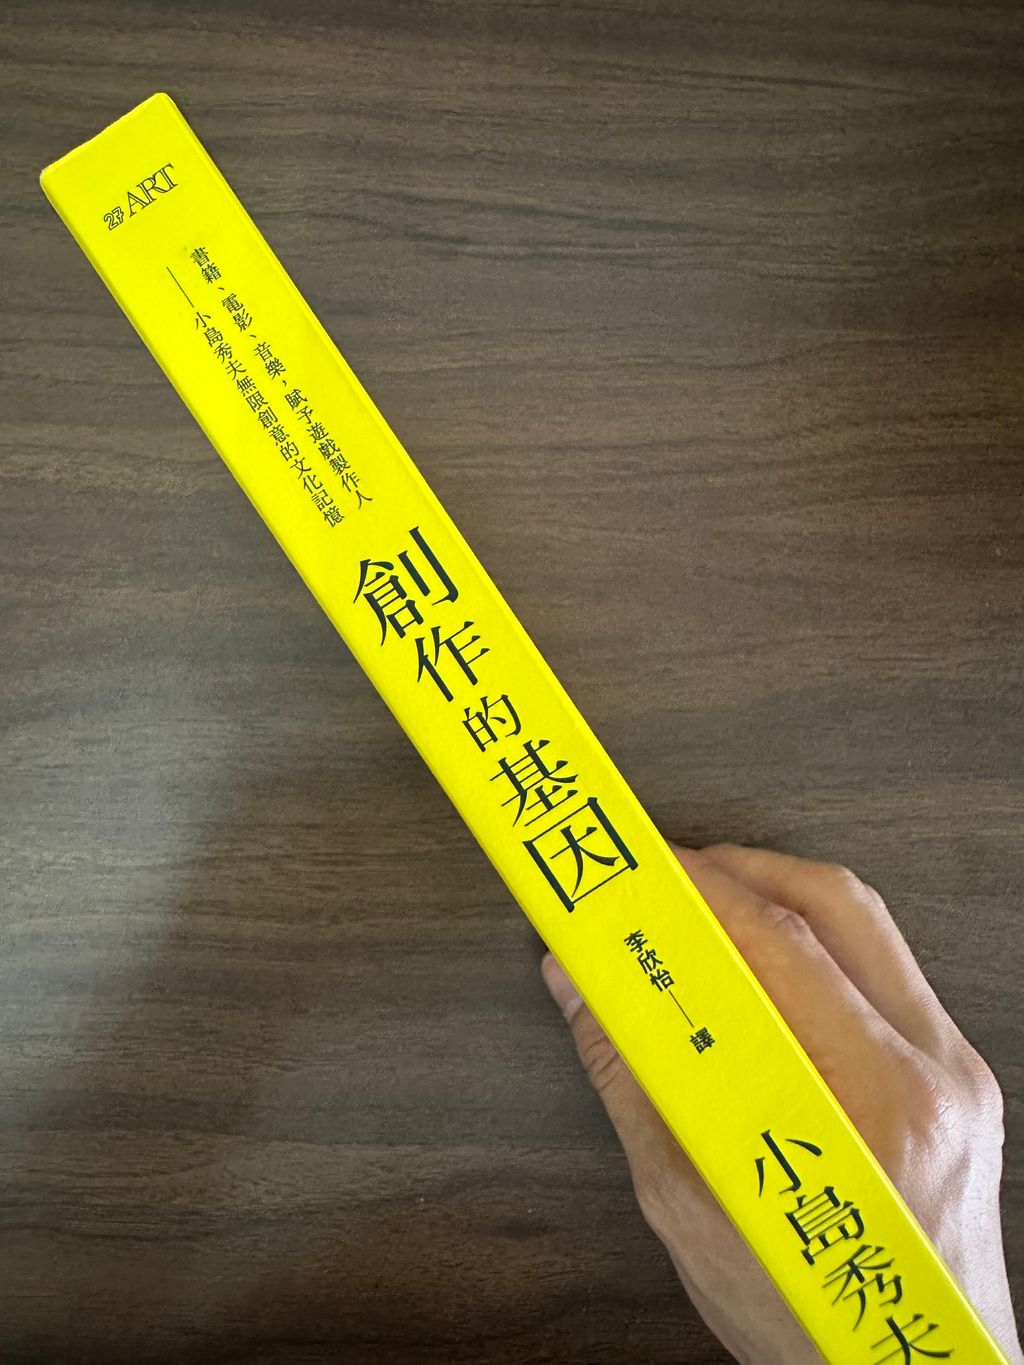 27 ART
書籍、電影、音樂，賦予遊戲製作人
——小島秀夫無限創意的文化記憶
創作的基因
李欣怡——譯
小島秀夫